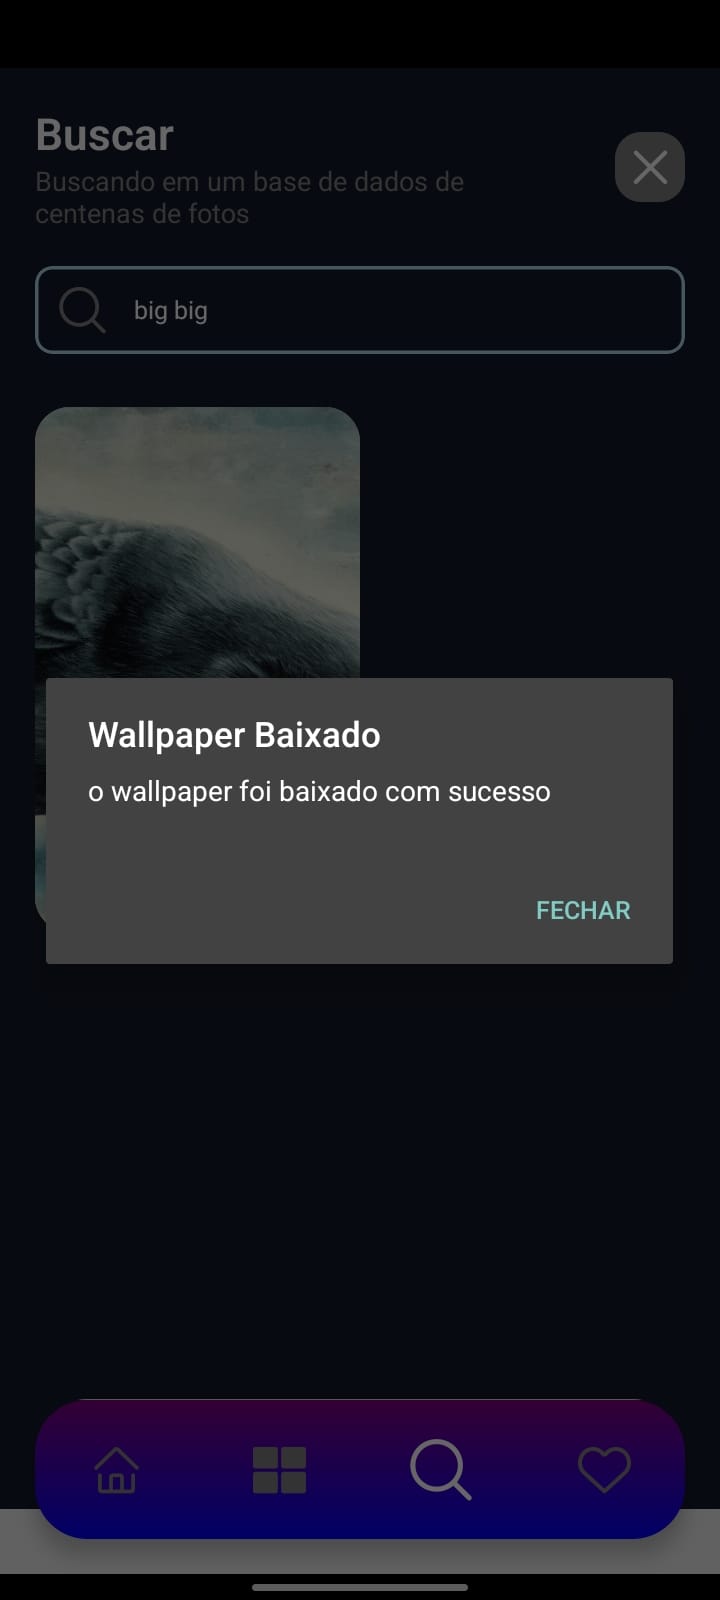 Buscar
Buscando em um base de dados de
centenas de fotos
big big
Wallpaper Baixado
o wallpaper foi baixado com sucesso
FECHAR